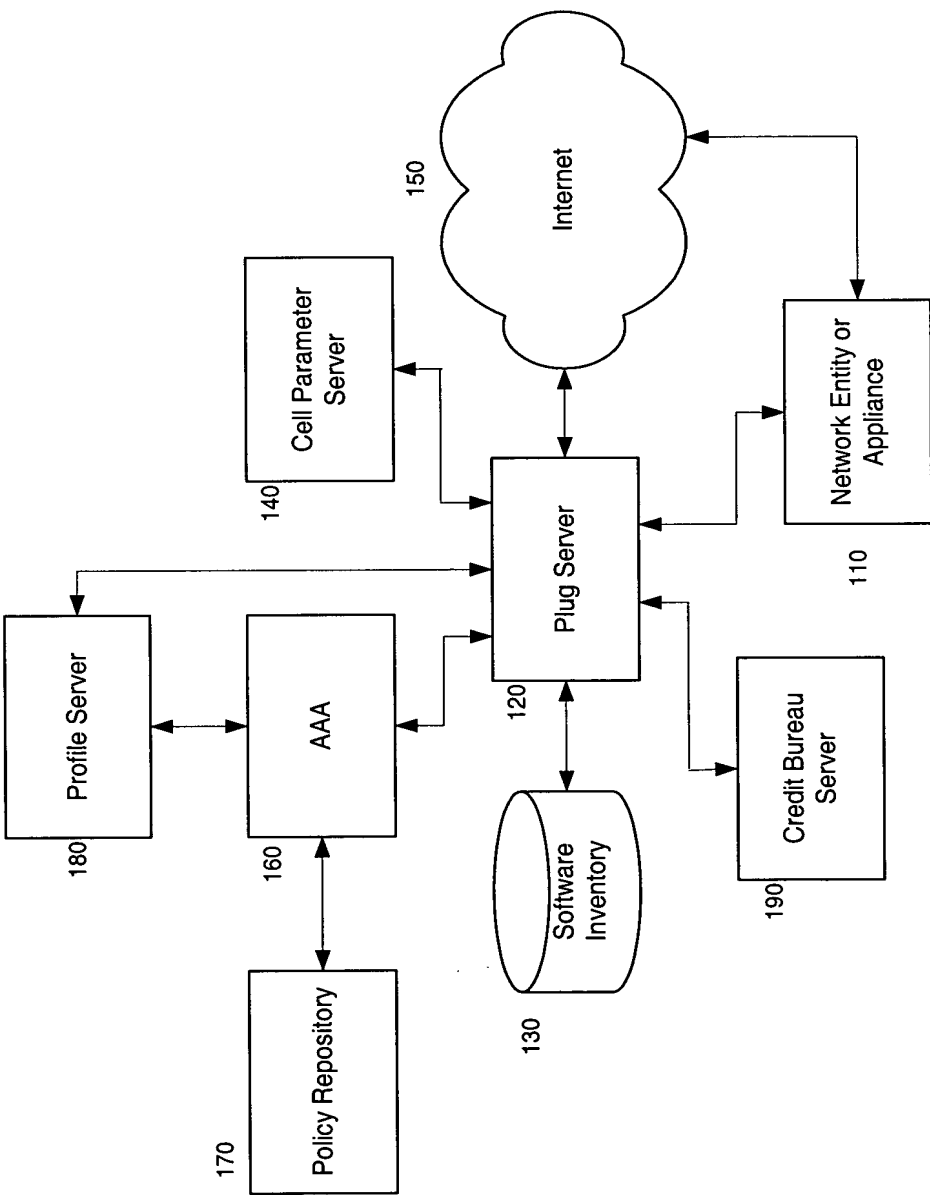 170
Policy Repository
180
Profile Server
160
AAA
140
Cell Parameter
Server
150
Internet
130
Software
Inventory
120
Plug Server
190
Credit Bureau
Server
110
Network Entity or
Appliance